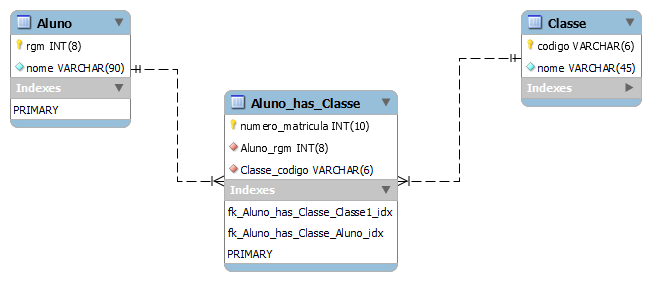 Aluno
rgm INT(8)
nome VARCHAR(90)
Indexes
PRIMARY
Classe
codigo VARCHAR(6)
nome VARCHAR(45)
Indexes
Aluno_has_Classe
numero_matricula INT(10)
Aluno_rgm INT(8)
Classe_codigo VARCHAR(6)
Indexes
fk_Aluno_has_Classe_Classe1_idx
fk_Aluno_has_Classe_Aluno_idx
PRIMARY